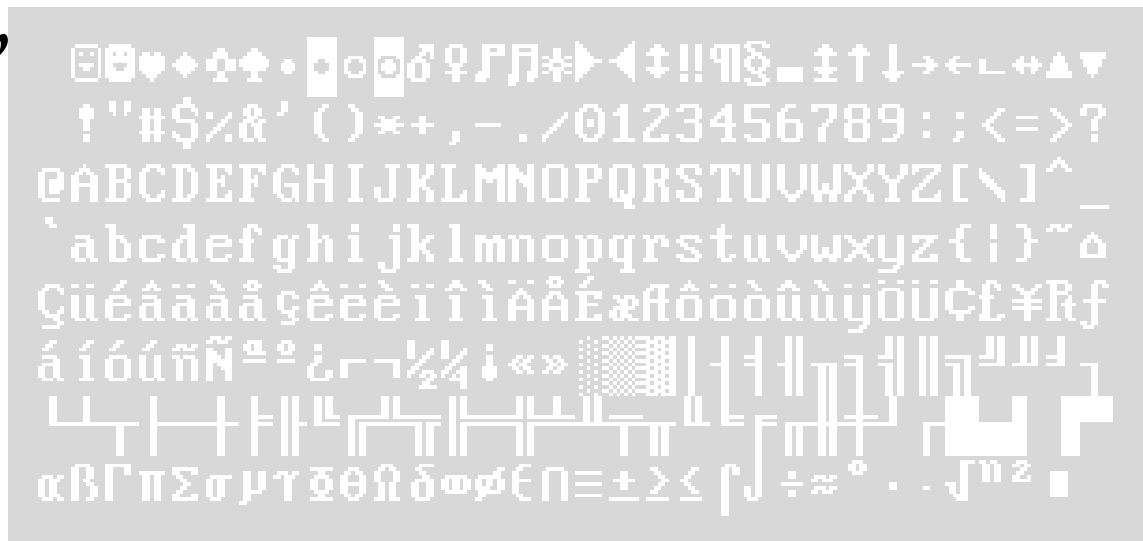 ☺☻♥♦♣♠•◘○◙♂♀♪♫☼►◄↕‼¶§▬↨↑↓→←∟↔▲▼
!"#$%&'()*+,-./0123456789:;<=>?
@ABCDEFGHIJKLMNOPQRSTUVWXYZ[\]^_
`abcdefghijklmnopqrstuvwxyz{¦}~⌂
ÇüéâäàåçêëèïîìÄÅÉæÆôöòûùÿÖÜ¢£¥₧ƒ
áíóúñÑªº¿⌐¬½¼¡«»░▒▓│┤╡╢╖╕╣║╗╝╜╛┐
└┴┬├─┼╞╟╚╔╩╦╠═╬╧╨╤╥╙╘╒╓╫╪┘┌█▄▌▐▀
αßΓπΣσµτΦΘΩδ∞φε∩≡±≥≤⌠⌡÷≈°∙·√ⁿ²■